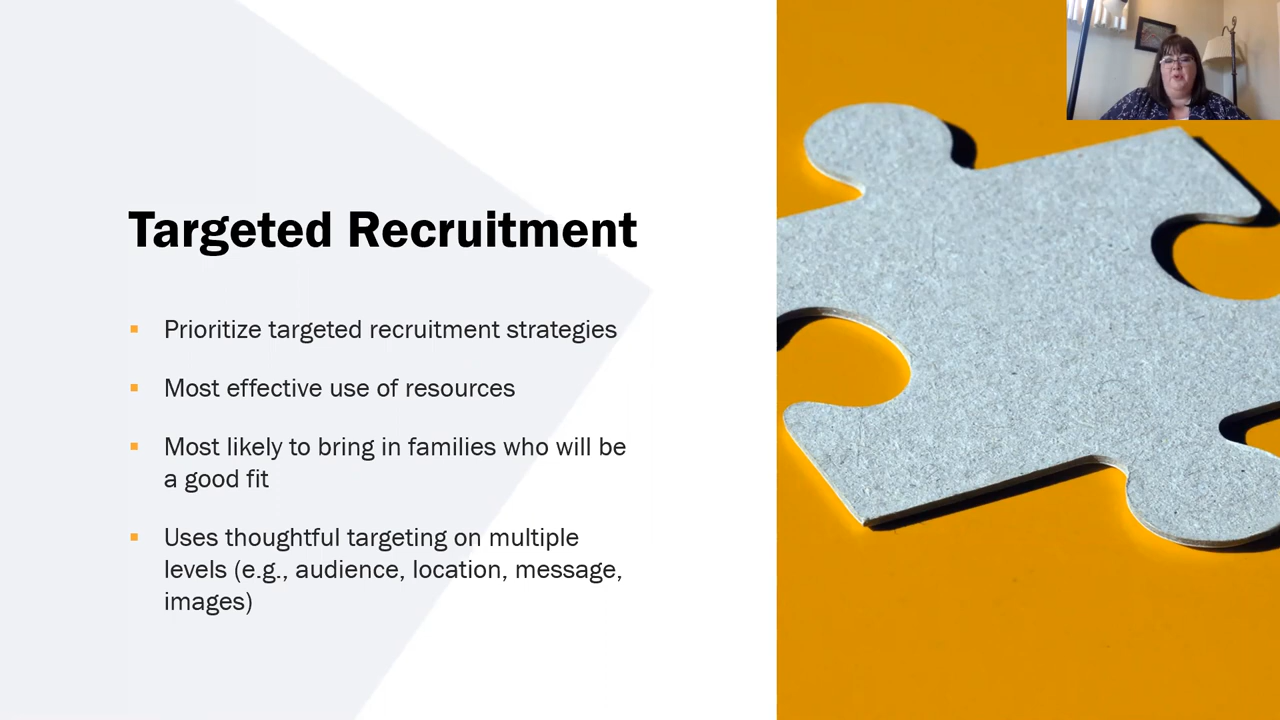 Targeted Recruitment
Prioritize targeted recruitment strategies
Most effective use of resources
Most likely to bring in families who will be
a good fit
Uses thoughtful targeting on multiple
levels (e.g., audience, location, message,
images)